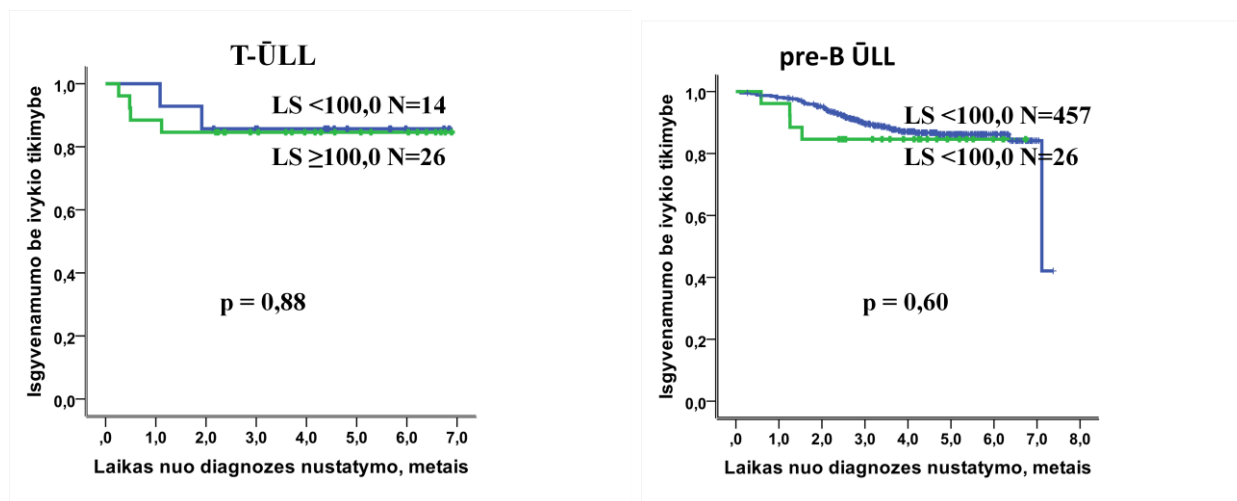 T-ŪLL
1,0
0,8
0,6
0,4
0,2
0,0
LS <100,0 N=14
LS ≥100,0 N=26
p = 0,88
Isgyvenamumo be ivykio tikimybe
,0 1,0 2,0 3,0 4,0 5,0 6,0 7,0
Laikas nuo diagnozes nustatymo, metais
pre-B ŪLL
1,0
0,8
0,6
0,4
0,2
0,0
LS <100,0 N=457
LS <100,0 N=26
p = 0,60
Isgyvenamumo be ivykio tikimybe
,0 1,0 2,0 3,0 4,0 5,0 6,0 7,0 8,0
Laikas nuo diagnozes nustatymo, metais